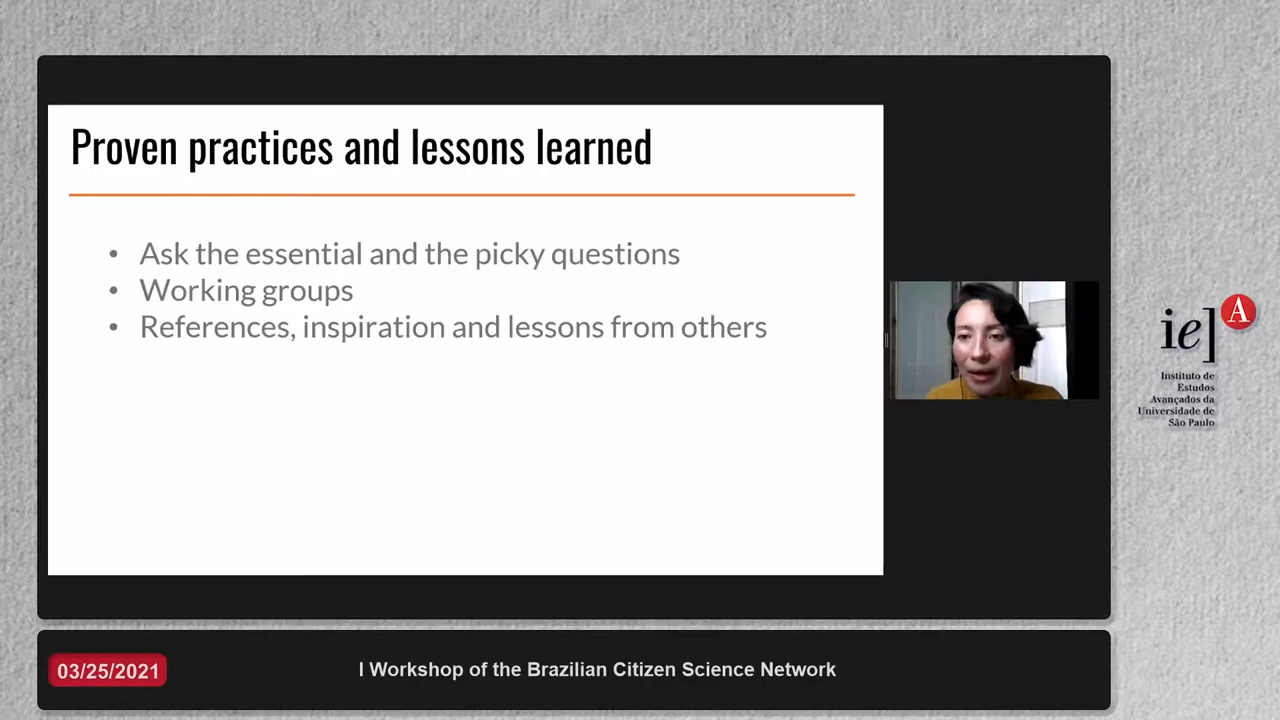 Proven practices and lessons learned
• Ask the essential and the picky questions
• Working groups
• References, inspiration and lessons from others
ie] A
Instituto de
Estudos
Avançados da
Universidade de
São Paulo
03/25/2021
I Workshop of the Brazilian Citizen Science Network